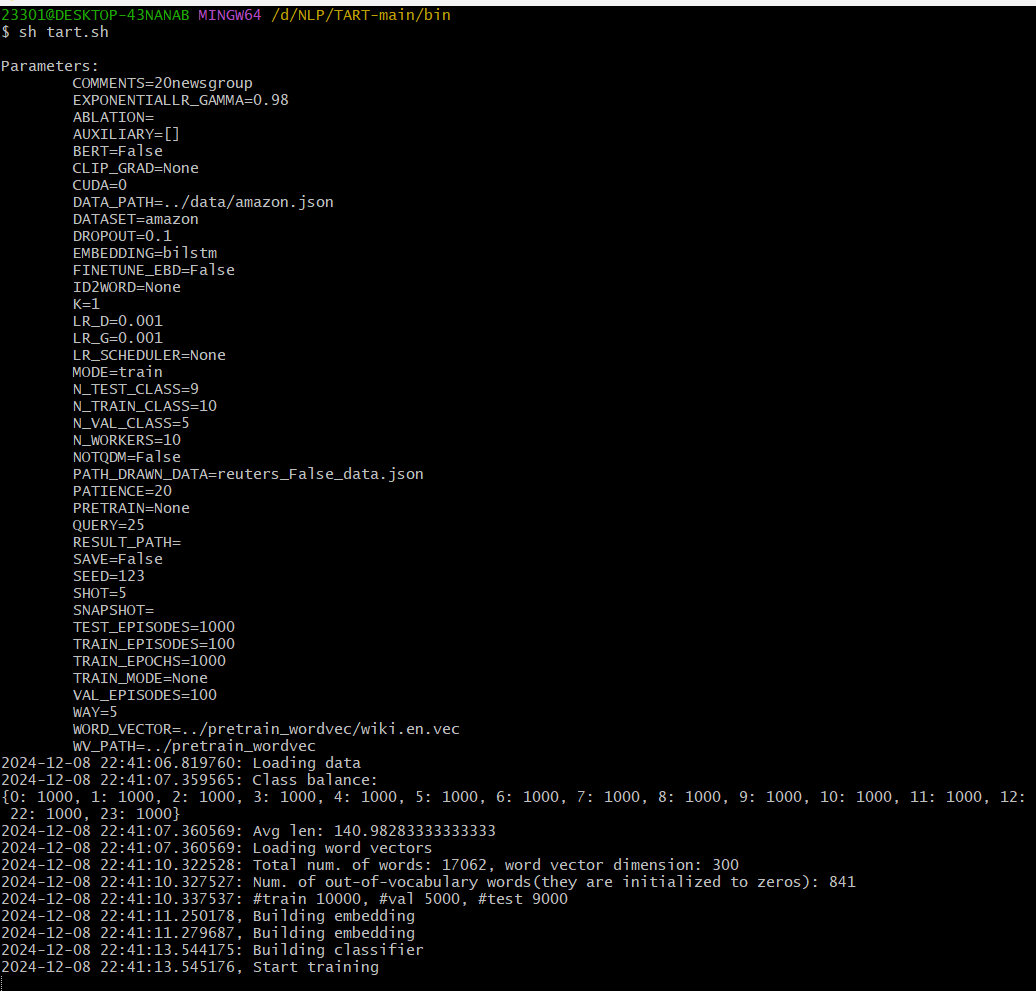 23301@DESKTOP-43NANAB MINGW64 /d/NLP/TART-main/bin
$ sh tart.sh
Parameters:
COMMENTS=20newsgroup
EXPONENTIALLR_GAMMA=0.98
ABLATION=
AUXILIARY=[]
BERT=False
CLIP_GRAD=None
CUDA=0
DATA_PATH=../data/amazon.json
DATASET=amazon
DROPOUT=0.1
EMBEDDING=bilstm
FINETUNE_EBD=False
ID2WORD=None
K=1
LR_D=0.001
LR_G=0.001
LR_SCHEDULER=None
MODE=train
N_TEST_CLASS=9
N_TRAIN_CLASS=10
N_VAL_CLASS=5
N_WORKERS=10
NOTQDM=False
PATH_DRAWN_DATA=reuters_False_data.json
PATIENCE=20
PRETRAIN=None
QUERY=25
RESULT_PATH=
SAVE=False
SEED=123
SHOT=5
SNAPSHOT=
TEST_EPISODES=1000
TRAIN_EPISODES=100
TRAIN_EPOCHS=1000
TRAIN_MODE=None
VAL_EPISODES=100
WAY=5
WORD_VECTOR=../pretrain_wordvec/wiki.en.vec
WV_PATH=../pretrain_wordvec
2024-12-08 22:41:06.819760: Loading data
2024-12-08 22:41:07.359565: Class balance:
{0: 1000, 1: 1000, 2: 1000, 3: 1000, 4: 1000, 5: 1000, 6: 1000, 7: 1000, 8: 1000, 9: 1000, 10: 1000, 11: 1000, 12:
22: 1000, 23: 1000}
2024-12-08 22:41:07.360569: Avg len: 140.98283333333333
2024-12-08 22:41:07.360569: Loading word vectors
2024-12-08 22:41:10.322528: Total num. of words: 17062, word vector dimension: 300
2024-12-08 22:41:10.327527: Num. of out-of-vocabulary words(they are initialized to zeros): 841
2024-12-08 22:41:10.337537: #train 10000, #val 5000, #test 9000
2024-12-08 22:41:11.250178, Building embedding
2024-12-08 22:41:11.279687, Building embedding
2024-12-08 22:41:13.544175: Building classifier
2024-12-08 22:41:13.545176, Start training